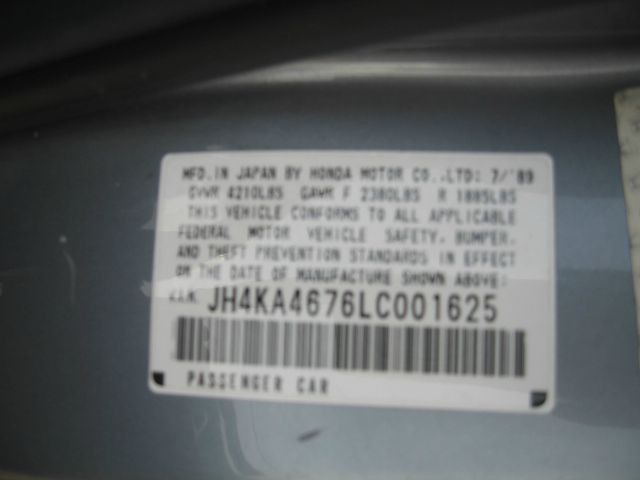 MFD. IN JAPAN BY HONDA MOTOR CO., LTD: 7/'89
GVWR 4210LBS GAWR F 2380LBS R 1885LBS
THIS VEHICLE CONFORMS TO ALL APPLICABLE
FEDERAL MOTOR VEHICLE SAFETY, BUMPER,
AND THEFT PREVENTION STANDARDS IN EFFECT
ON THE DATE OF MANUFACTURE SHOWN ABOVE:
V.I.N. JH4KA4676LC001625
PASSENGER CAR